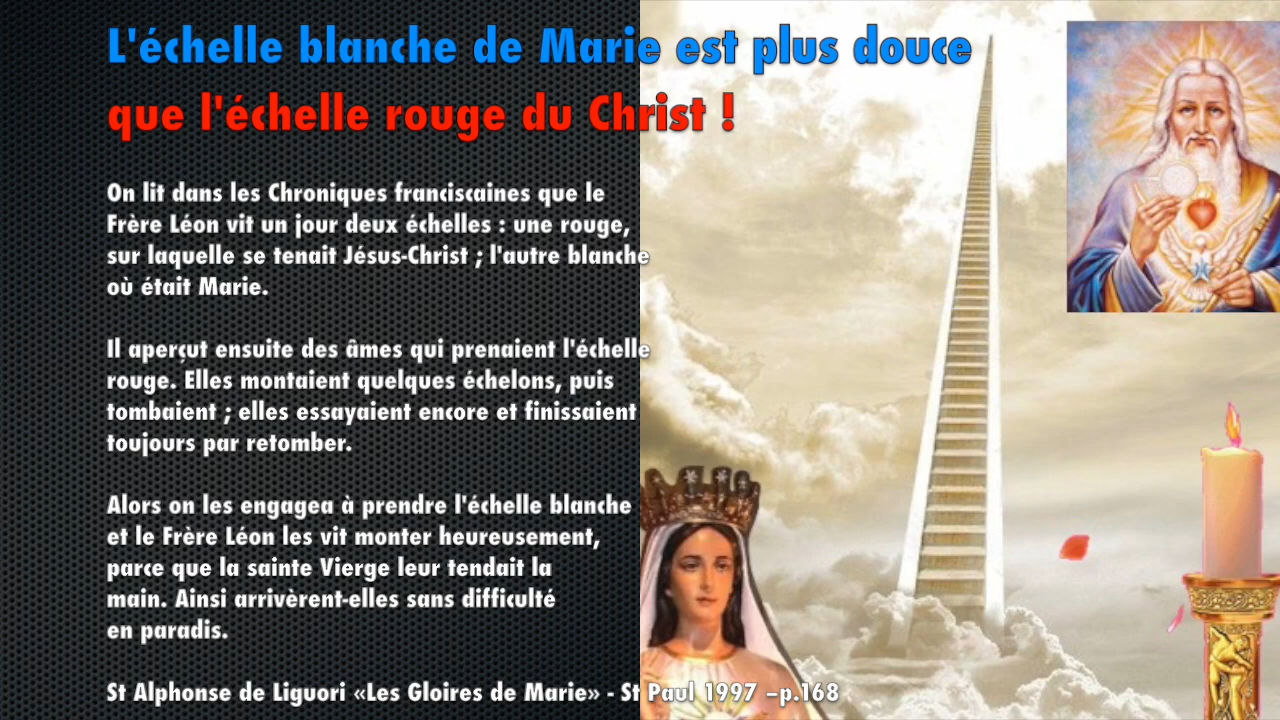 L'échelle blanche de Marie est plus douce
que l'échelle rouge du Christ !
On lit dans les Chroniques franciscaines que le
Frère Léon vit un jour deux échelles : une rouge,
sur laquelle se tenait Jésus-Christ ; l'autre blanche
où était Marie.
Il aperçut ensuite des âmes qui prenaient l'échelle
rouge. Elles montaient quelques échelons, puis
tombaient ; elles essayaient encore et finissaient
toujours par retomber.
Alors on les engagea à prendre l'échelle blanche
et le Frère Léon les vit monter heureusement,
parce que la sainte Vierge leur tendait la
main. Ainsi arrivèrent-elles sans difficulté
en paradis.
St Alphonse de Liguori «Les Gloires de Marie» - St Paul 1997 –p.168